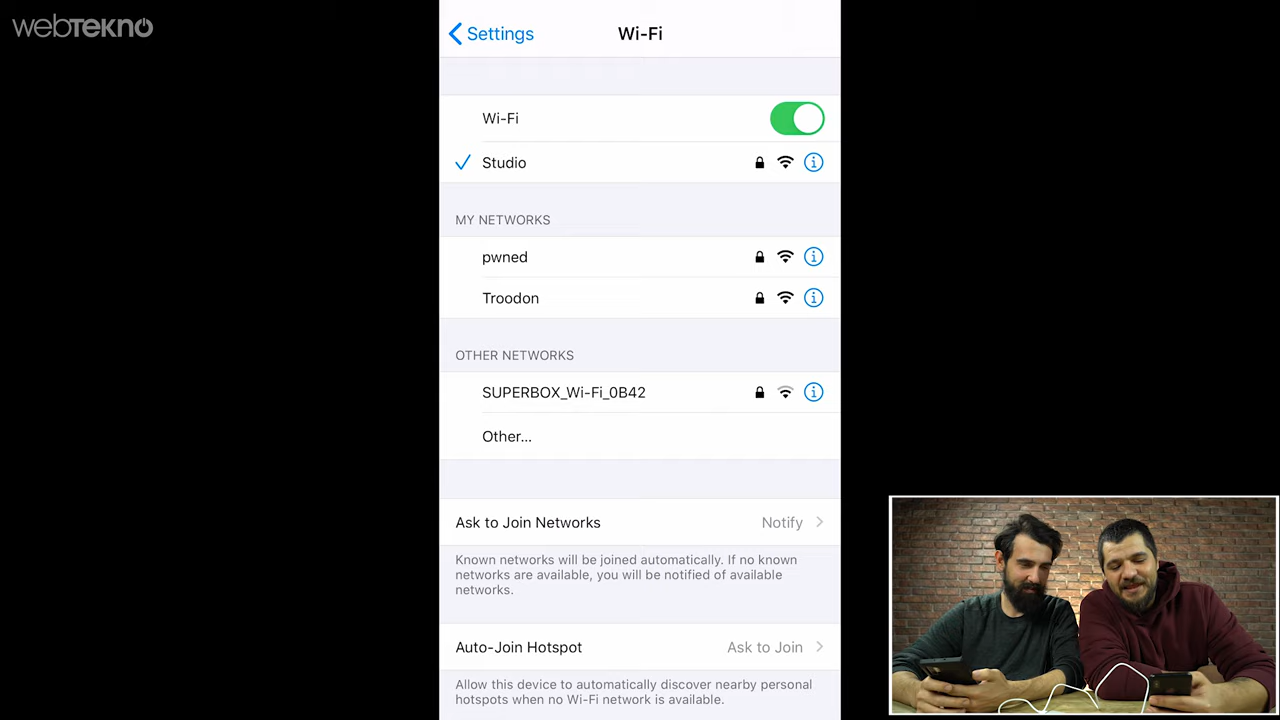 webTEKNO
Settings
Wi-Fi
Wi-Fi
Studio
MY NETWORKS
pwned
Troodon
OTHER NETWORKS
SUPERBOX_Wi-Fi_0B42
Other...
Ask to Join Networks Notify
Known networks will be joined automatically. If no known
networks are available, you will be notified of available
networks.
Auto-Join Hotspot Ask to Join
Allow this device to automatically discover nearby personal
hotspots when no Wi-Fi network is available.